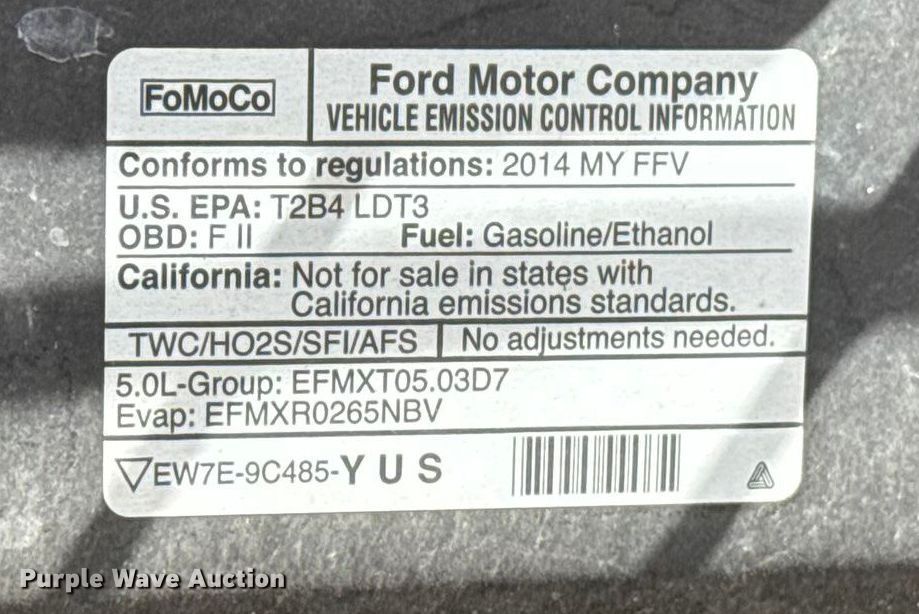 FoMoCo
Ford Motor Company
VEHICLE EMISSION CONTROL INFORMATION
Conforms to regulations: 2014 MY FFV
U.S. EPA: T2B4 LDT3
OBD: F II Fuel: Gasoline/Ethanol
California: Not for sale in states with
California emissions standards.
TWC/HO2S/SFI/AFS No adjustments needed.
5.0L-Group: EFMXT05.03D7
Evap: EFMXR0265NBV
EW7E-9C485-Y U S
Purple Wave Auction